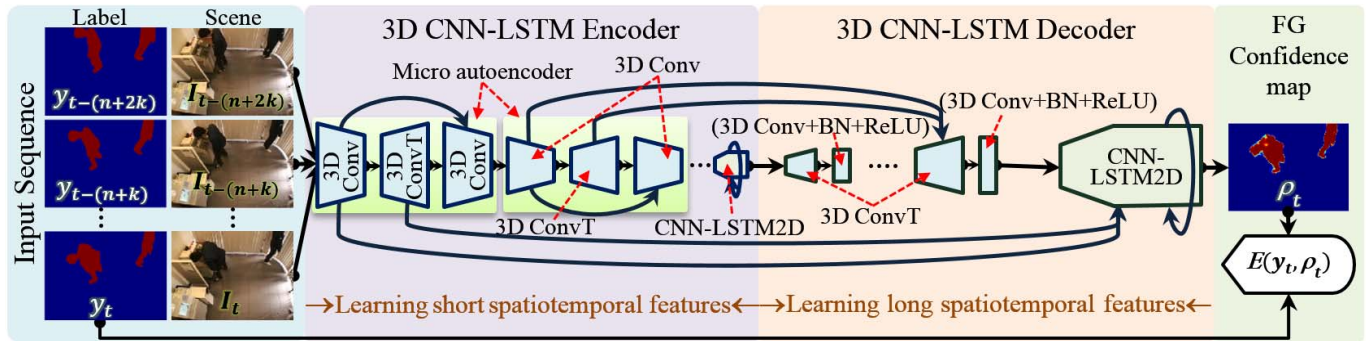 Label
Scene
3D CNN-LSTM Encoder
3D CNN-LSTM Decoder
FG
Confidence
map
Input Sequence
y_{t-(n+2k)}
I_{t-(n+2k)}
y_{t-(n+k)}
I_{t-(n+k)}
y_t
I_t
Micro autoencoder
3D Conv
3D
Conv
3D
ConvT
3D
Conv
3D ConvT
CNN-LSTM2D
(3D Conv+BN+ReLU)
(3D Conv+BN+ReLU)
3D ConvT
CNN-
LSTM2D
ρ_t
E(y_t, ρ_t)
Learning short spatiotemporal features
Learning long spatiotemporal features